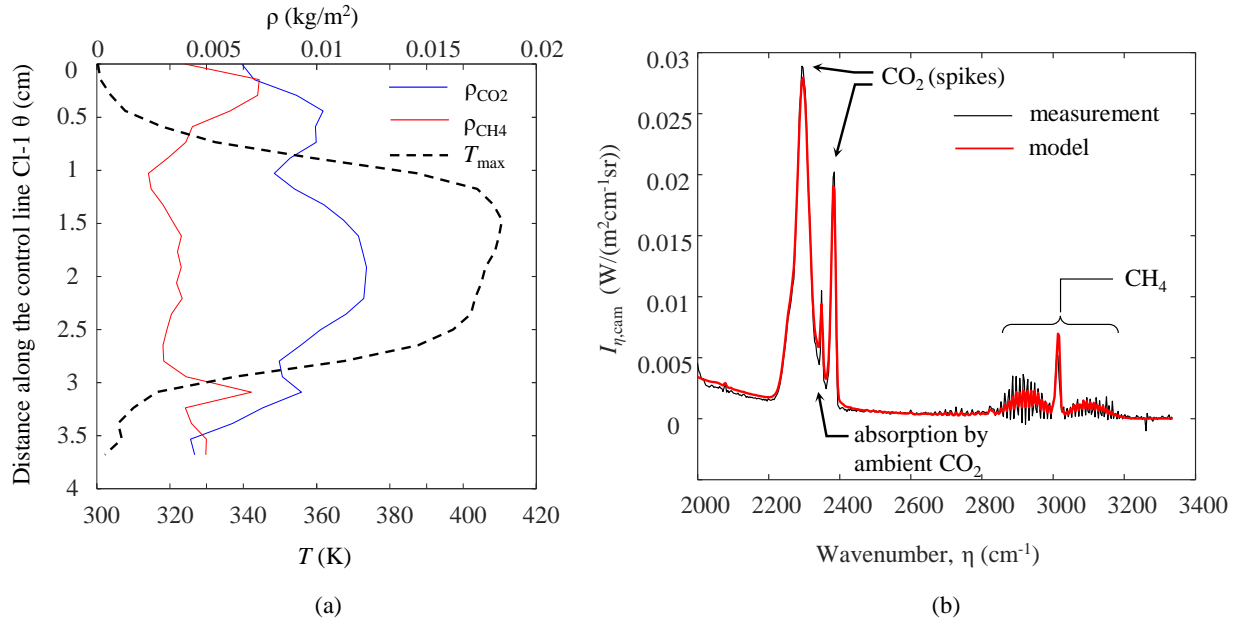 (a)
ρ (kg/m²)
0 0.005 0.01 0.015 0.02
Distance along the control line Cl-1 θ (cm)
0
0.5
1
1.5
2
2.5
3
3.5
4
ρCO2
ρCH4
Tmax
300 320 340 360 380 400 420
T (K)
(a)
0.03
0.025
0.02
0.015
0.01
0.005
0
Iη,cam (W/(m²cm⁻¹sr))
CO₂ (spikes)
measurement
model
CH₄
absorption by
ambient CO₂
2000 2200 2400 2600 2800 3000 3200 3400
Wavenumber, η (cm⁻¹)
(b)